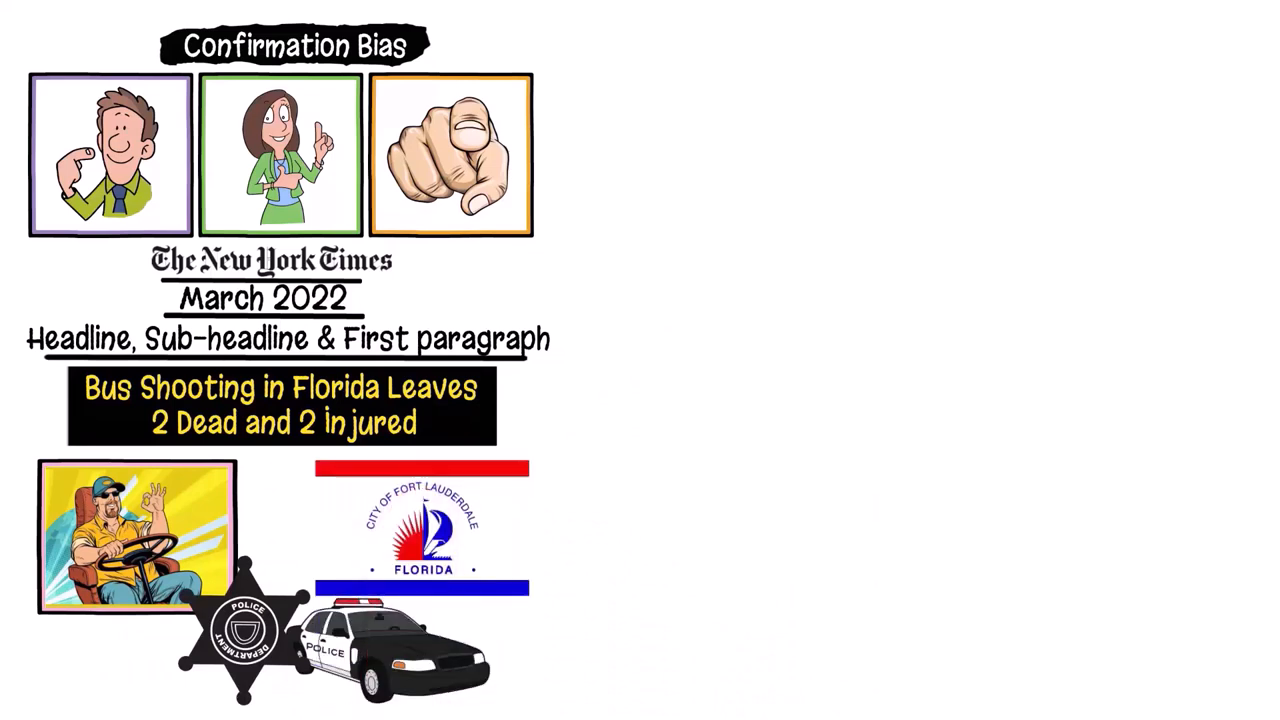 Confirmation Bias
The New York Times
March 2022
Headline, Sub-headline & First paragraph
Bus Shooting in Florida Leaves
2 Dead and 2 Injured
CITY OF FORT LAUDERDALE
• FLORIDA •
POLICE
DEPARTMENT
POLICE